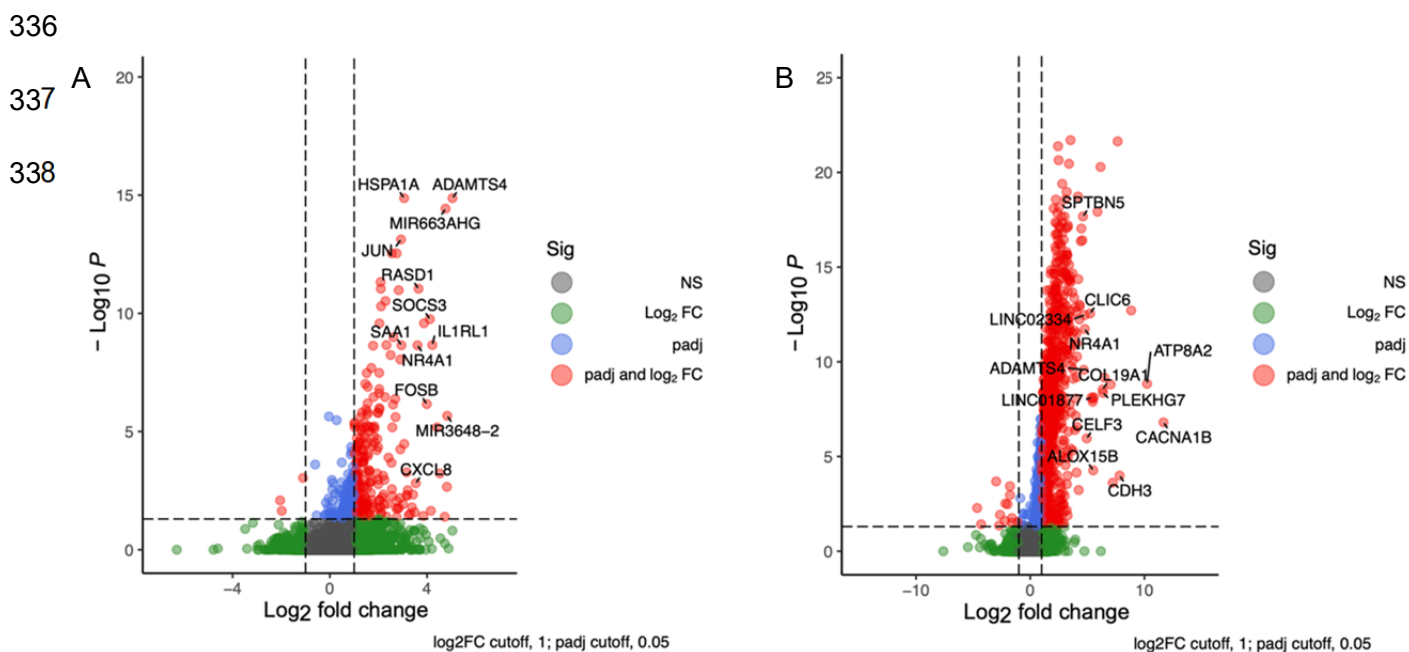 336
337
338
A
20
15
10
5
0
−4
0
4
− Log10 P
Log2 fold change
HSPA1A
ADAMTS4
MIR663AHG
JUN
RASD1
SOCS3
SAA1
IL1RL1
NR4A1
FOSB
MIR3648−2
CXCL8
Sig
NS
Log2 FC
padj
padj and log2 FC
log2FC cutoff, 1; padj cutoff, 0.05
B
25
20
15
10
5
0
−10
0
10
− Log10 P
Log2 fold change
SPTBN5
CLIC6
LINC02334
NR4A1
ATP8A2
ADAMTS4
COL19A1
LINC01877
PLEKHG7
CELF3
CACNA1B
ALOX15B
CDH3
Sig
NS
Log2 FC
padj
padj and log2 FC
log2FC cutoff, 1; padj cutoff, 0.05